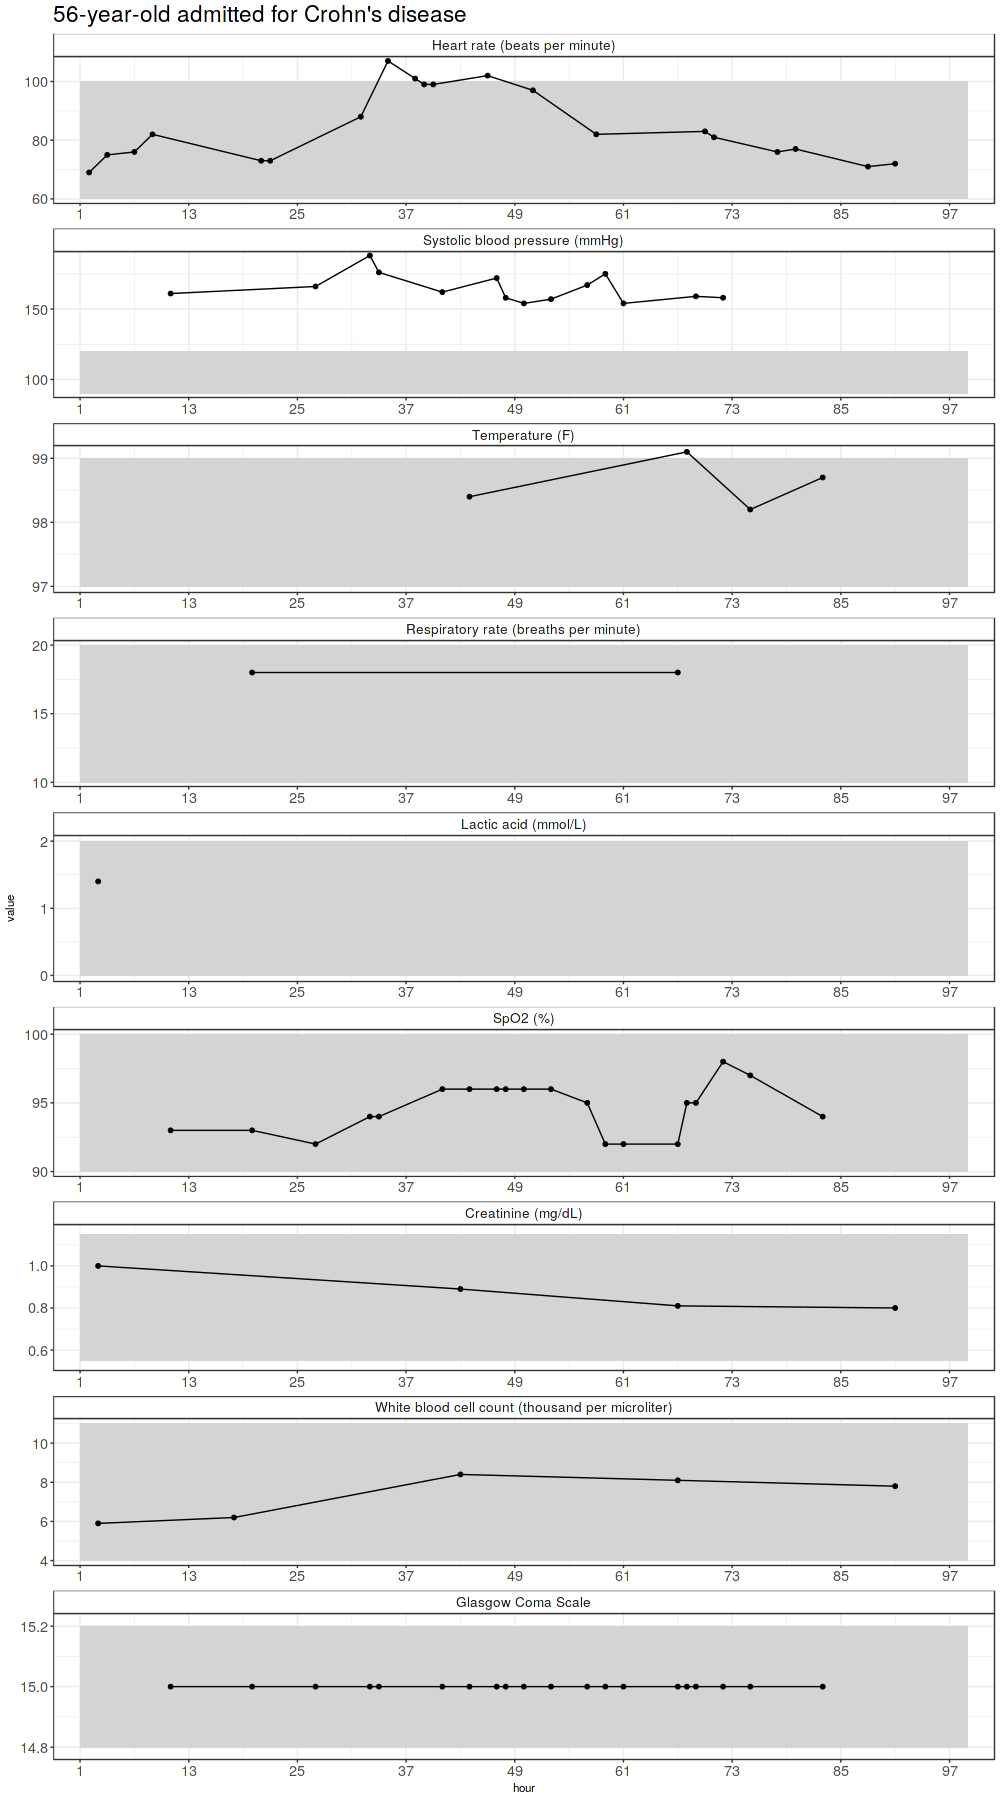 56-year-old admitted for Crohn's disease
Heart rate (beats per minute)
100
80
60
1 13 25 37 49 61 73 85 97
Systolic blood pressure (mmHg)
150
100
1 13 25 37 49 61 73 85 97
Temperature (F)
99
98
97
1 13 25 37 49 61 73 85 97
Respiratory rate (breaths per minute)
20
15
10
1 13 25 37 49 61 73 85 97
Lactic acid (mmol/L)
2
1
0
1 13 25 37 49 61 73 85 97
value
SpO2 (%)
100
95
90
1 13 25 37 49 61 73 85 97
Creatinine (mg/dL)
1.0
0.8
0.6
1 13 25 37 49 61 73 85 97
White blood cell count (thousand per microliter)
10
8
6
4
1 13 25 37 49 61 73 85 97
Glasgow Coma Scale
15.2
15.0
14.8
1 13 25 37 49 61 73 85 97
hour